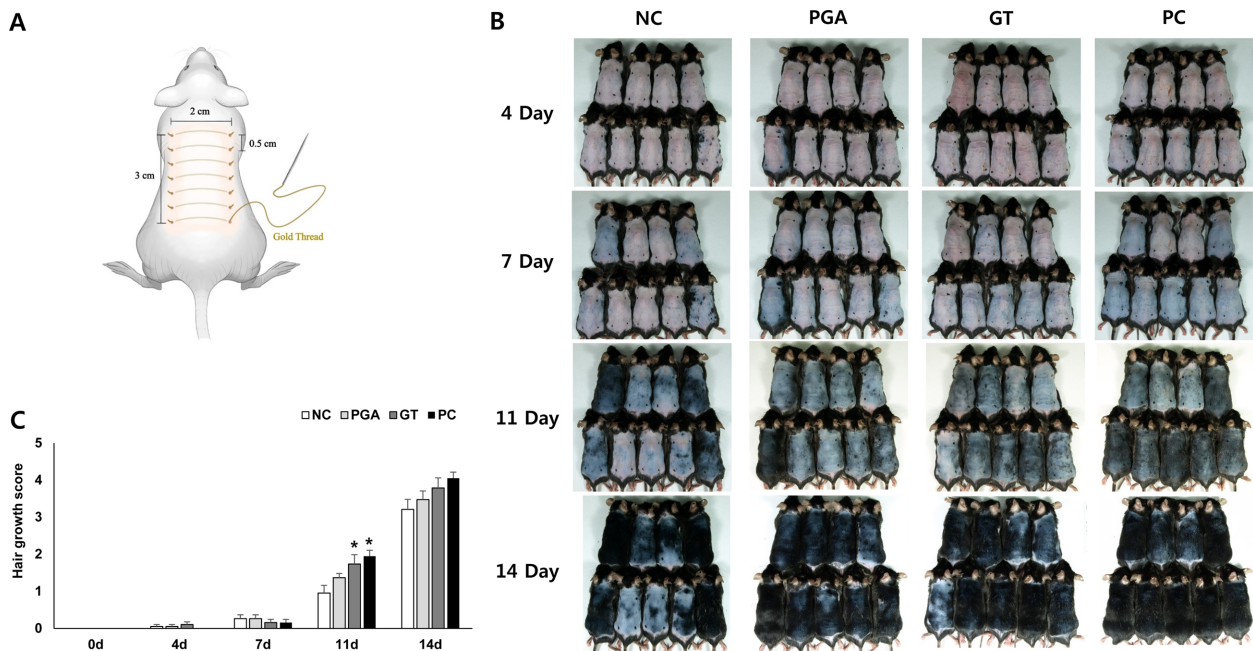 A
2 cm
0.5 cm
3 cm
Gold Thread
B
NC PGA GT PC
4 Day
7 Day
11 Day
14 Day
C
NC PGA GT PC
Hair growth score
5
4
3
2
1
0
* *
0d 4d 7d 11d 14d